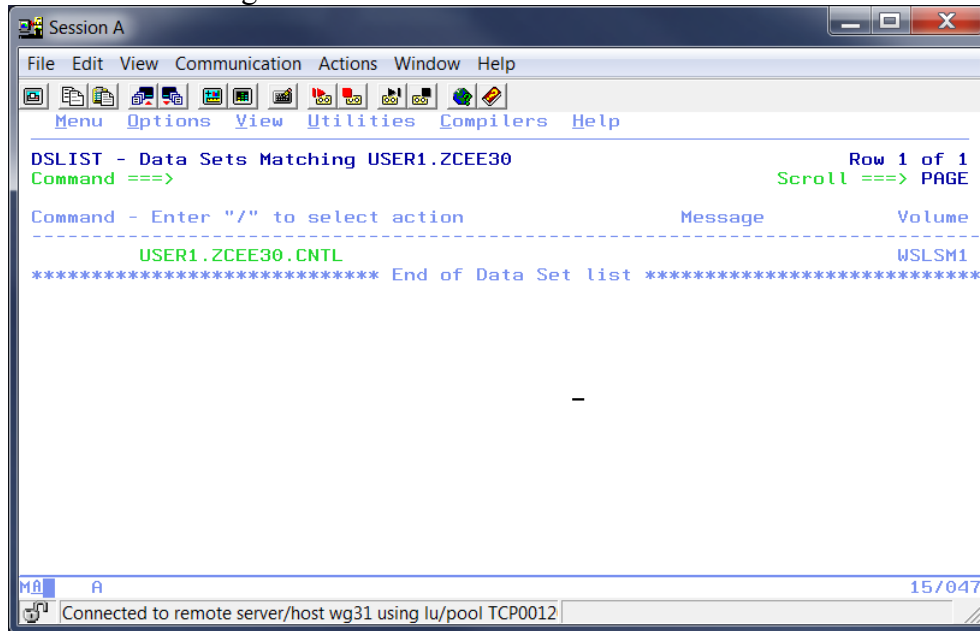 Session A
File Edit View Communication Actions Window Help
Menu Options View Utilities Compilers Help
DSLIST - Data Sets Matching USER1.ZCEE30 Row 1 of 1
Command ===> Scroll ===> PAGE
Command - Enter "/" to select action Message Volume
-------------------------------------------------------------------------------
USER1.ZCEE30.CNTL WSLSM1
***************************** End of Data Set list ****************************
MA A 15/047
Connected to remote server/host wg31 using lu/pool TCP0012